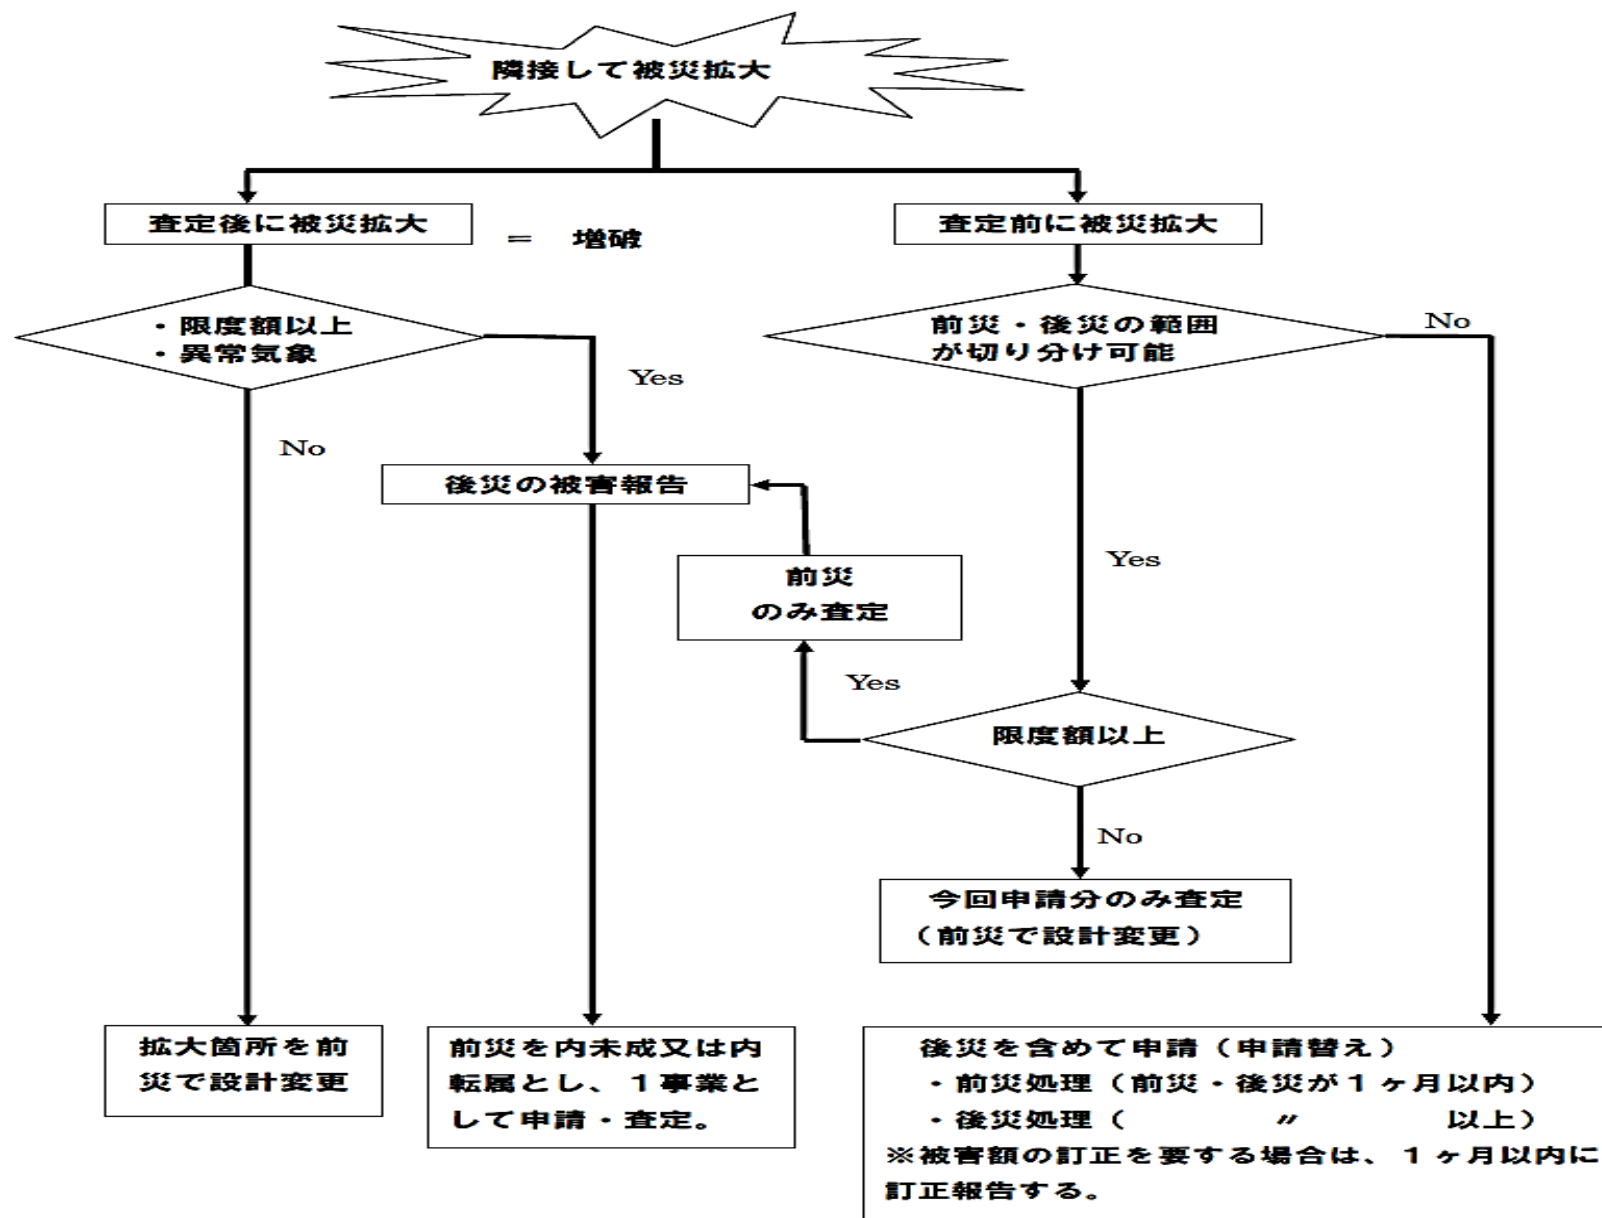 隣接して被災拡大
査定後に被災拡大
＝　増破
査定前に被災拡大
・限度額以上
・異常気象
Yes
No
前災・後災の範囲
が切り分け可能
No
Yes
後災の被害報告
前災
のみ査定
Yes
限度額以上
No
今回申請分のみ査定
（前災で設計変更）
拡大箇所を前
災で設計変更
前災を内未成又は内
転属とし、１事業と
して申請・査定。
後災を含めて申請（申請替え）
・前災処理（前災・後災が１ヶ月以内）
・後災処理（　　　　〃　　　　以上）
※被害額の訂正を要する場合は、１ヶ月以内に
訂正報告する。